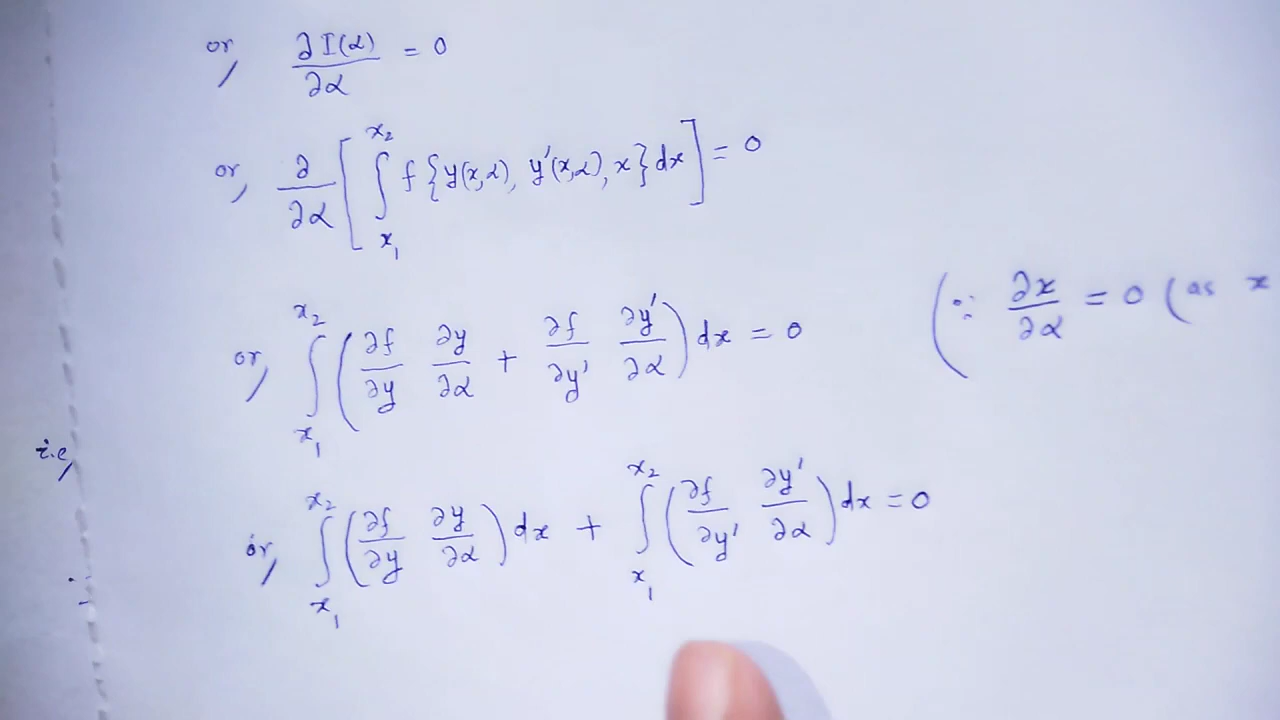 or, ∂I(α)/∂α = 0
or, ∂/∂α [ ∫_{x₁}^{x₂} f{y(x,α), y'(x,α), x} dx ] = 0
or, ∫_{x₁}^{x₂} ( ∂f/∂y ∂y/∂α + ∂f/∂y' ∂y'/∂α ) dx = 0 (∵ ∂x/∂α = 0 (as x
i.e,
or, ∫_{x₁}^{x₂} ( ∂f/∂y ∂y/∂α ) dx + ∫_{x₁}^{x₂} ( ∂f/∂y' ∂y'/∂α ) dx = 0